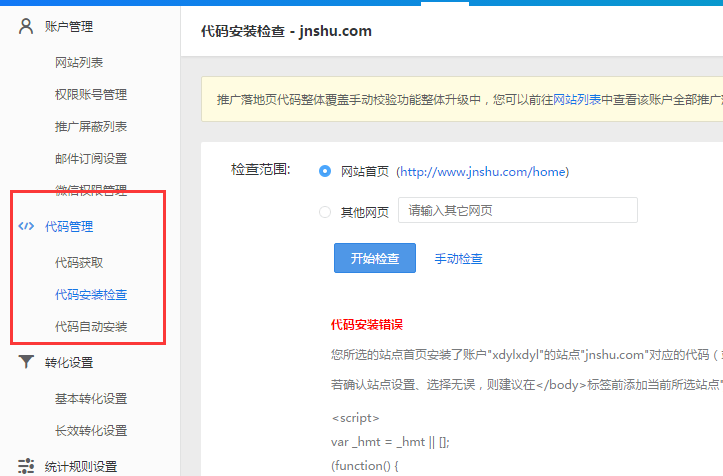 账户管理
网站列表
权限账号管理
推广屏蔽列表
邮件订阅设置
微信权限管理
代码管理
代码获取
代码安装检查
代码自动安装
转化设置
基本转化设置
长效转化设置
统计规则设置
代码安装检查 - jnshu.com
推广落地页代码整体覆盖手动校验功能整体升级中，您可以前往网站列表中查看该账户全部推广
检查范围:
网站首页 (http://www.jnshu.com/home)
其他网页 请输入其它网页
开始检查 手动检查
代码安装错误
您所选的站点首页安装了账户"xdylxdyl"的站点"jnshu.com"对应的代码（
若确认站点设置、选择无误，则建议在</body>标签前添加当前所选站点"
<script>
var _hmt = _hmt || [];
(function() {